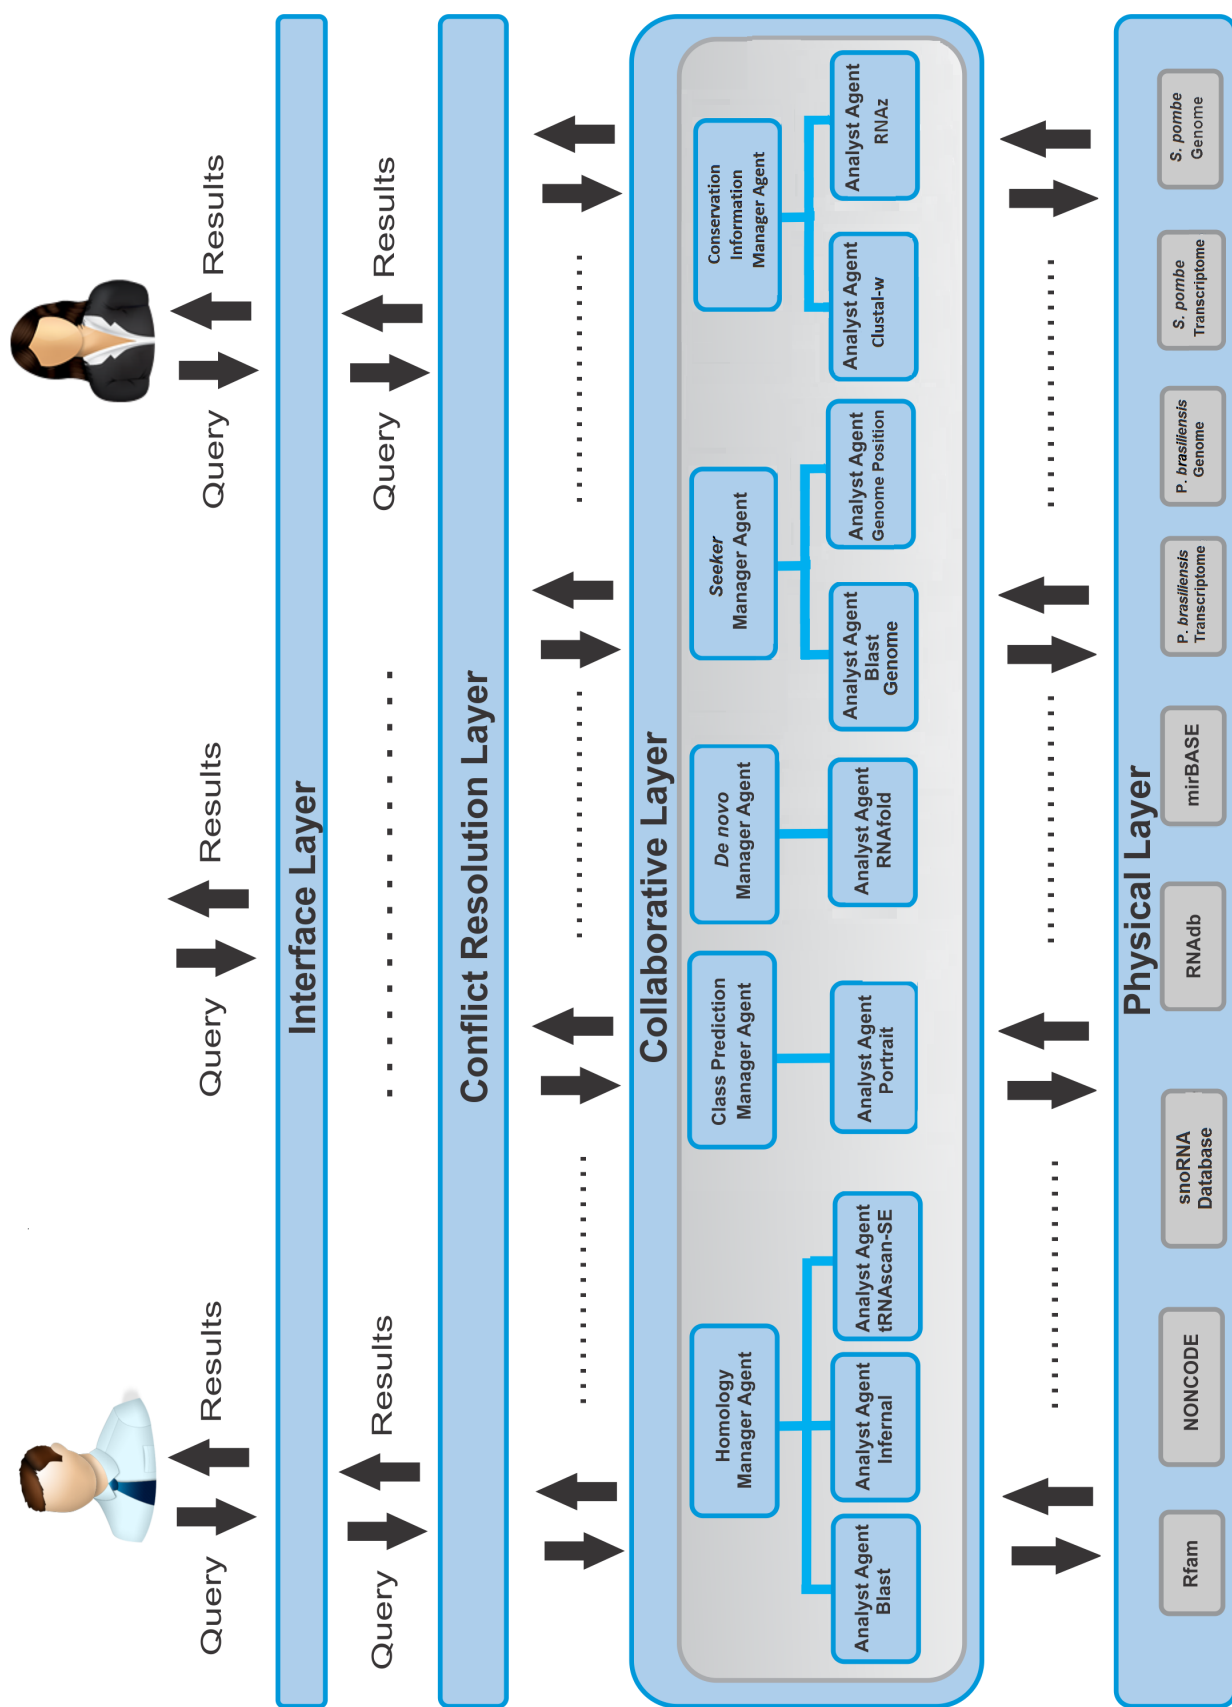 Query
Results
Query
Results
Query
Results
Interface Layer
Query
Results
Query
Results
Conflict Resolution Layer
Collaborative Layer
Homology
Manager Agent
Class Prediction
Manager Agent
De novo
Manager Agent
Seeker
Manager Agent
Conservation
Information
Manager Agent
Analyst Agent
Blast
Analyst Agent
Infernal
Analyst Agent
tRNAscan-SE
Analyst Agent
Portrait
Analyst Agent
RNAfold
Analyst Agent
Blast
Genome
Analyst Agent
Genome Position
Analyst Agent
Clustal-w
Analyst Agent
RNAz
Physical Layer
Rfam
NONCODE
snoRNA
Database
RNAdb
mirBASE
P. brasiliensis
Transcriptome
P. brasiliensis
Genome
S. pombe
Transcriptome
S. pombe
Genome